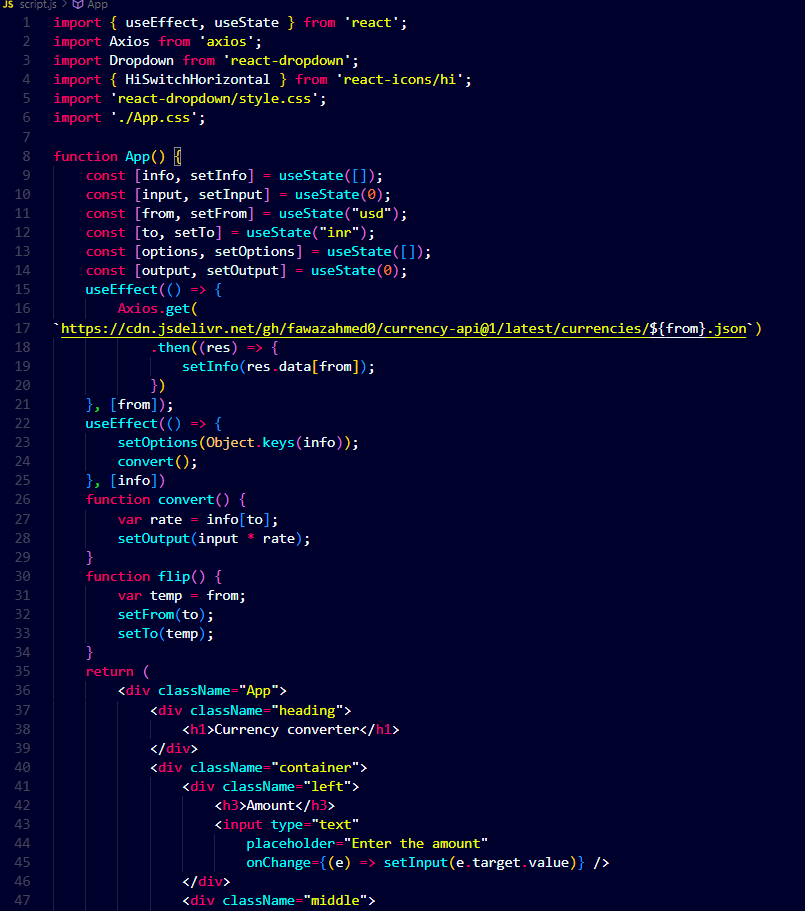 JS script.js > App
1 import { useEffect, useState } from 'react';
2 import Axios from 'axios';
3 import Dropdown from 'react-dropdown';
4 import { HiSwitchHorizontal } from 'react-icons/hi';
5 import 'react-dropdown/style.css';
6 import './App.css';
7
8 function App() {
9     const [info, setInfo] = useState([]);
10     const [input, setInput] = useState(0);
11     const [from, setFrom] = useState("usd");
12     const [to, setTo] = useState("inr");
13     const [options, setOptions] = useState([]);
14     const [output, setOutput] = useState(0);
15     useEffect(() => {
16         Axios.get(
17 `https://cdn.jsdelivr.net/gh/fawazahmed0/currency-api@1/latest/currencies/${from}.json`)
18             .then((res) => {
19                 setInfo(res.data[from]);
20             })
21     }, [from]);
22     useEffect(() => {
23         setOptions(Object.keys(info));
24         convert();
25     }, [info])
26     function convert() {
27         var rate = info[to];
28         setOutput(input * rate);
29     }
30     function flip() {
31         var temp = from;
32         setFrom(to);
33         setTo(temp);
34     }
35     return (
36         <div className="App">
37             <div className="heading">
38                 <h1>Currency converter</h1>
39             </div>
40             <div className="container">
41                 <div className="left">
42                     <h3>Amount</h3>
43                     <input type="text"
44                         placeholder="Enter the amount"
45                         onChange={(e) => setInput(e.target.value)} />
46                 </div>
47                 <div className="middle">